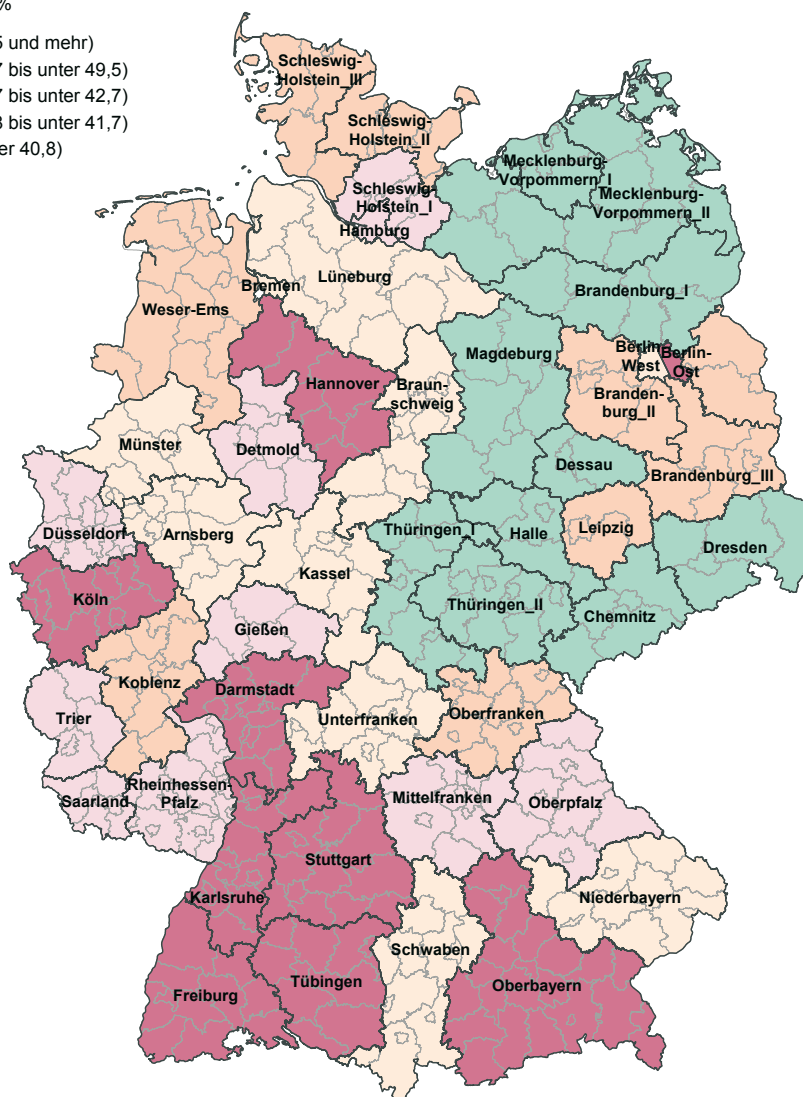 %
5 und mehr)
7 bis unter 49,5)
7 bis unter 42,7)
8 bis unter 41,7)
er 40,8)
Schleswig-
Holstein_III
Schleswig-
Holstein_II
Schleswig-
Holstein_I
Hamburg
Mecklenburg-
Vorpommern_I
Mecklenburg-
Vorpommern_II
Lüneburg
Bremen
Weser-Ems
Brandenburg_I
Hannover
Braun-
schweig
Magdeburg
Berlin-
West
Berlin-
Ost
Branden-
burg_II
Münster
Detmold
Dessau
Brandenburg_III
Düsseldorf
Arnsberg
Thüringen_I
Halle
Leipzig
Dresden
Kassel
Köln
Thüringen_II
Chemnitz
Gießen
Koblenz
Darmstadt
Trier
Unterfranken
Oberfranken
Saarland
Rheinhessen-
Pfalz
Mittelfranken
Oberpfalz
Stuttgart
Karlsruhe
Niederbayern
Schwaben
Freiburg
Tübingen
Oberbayern